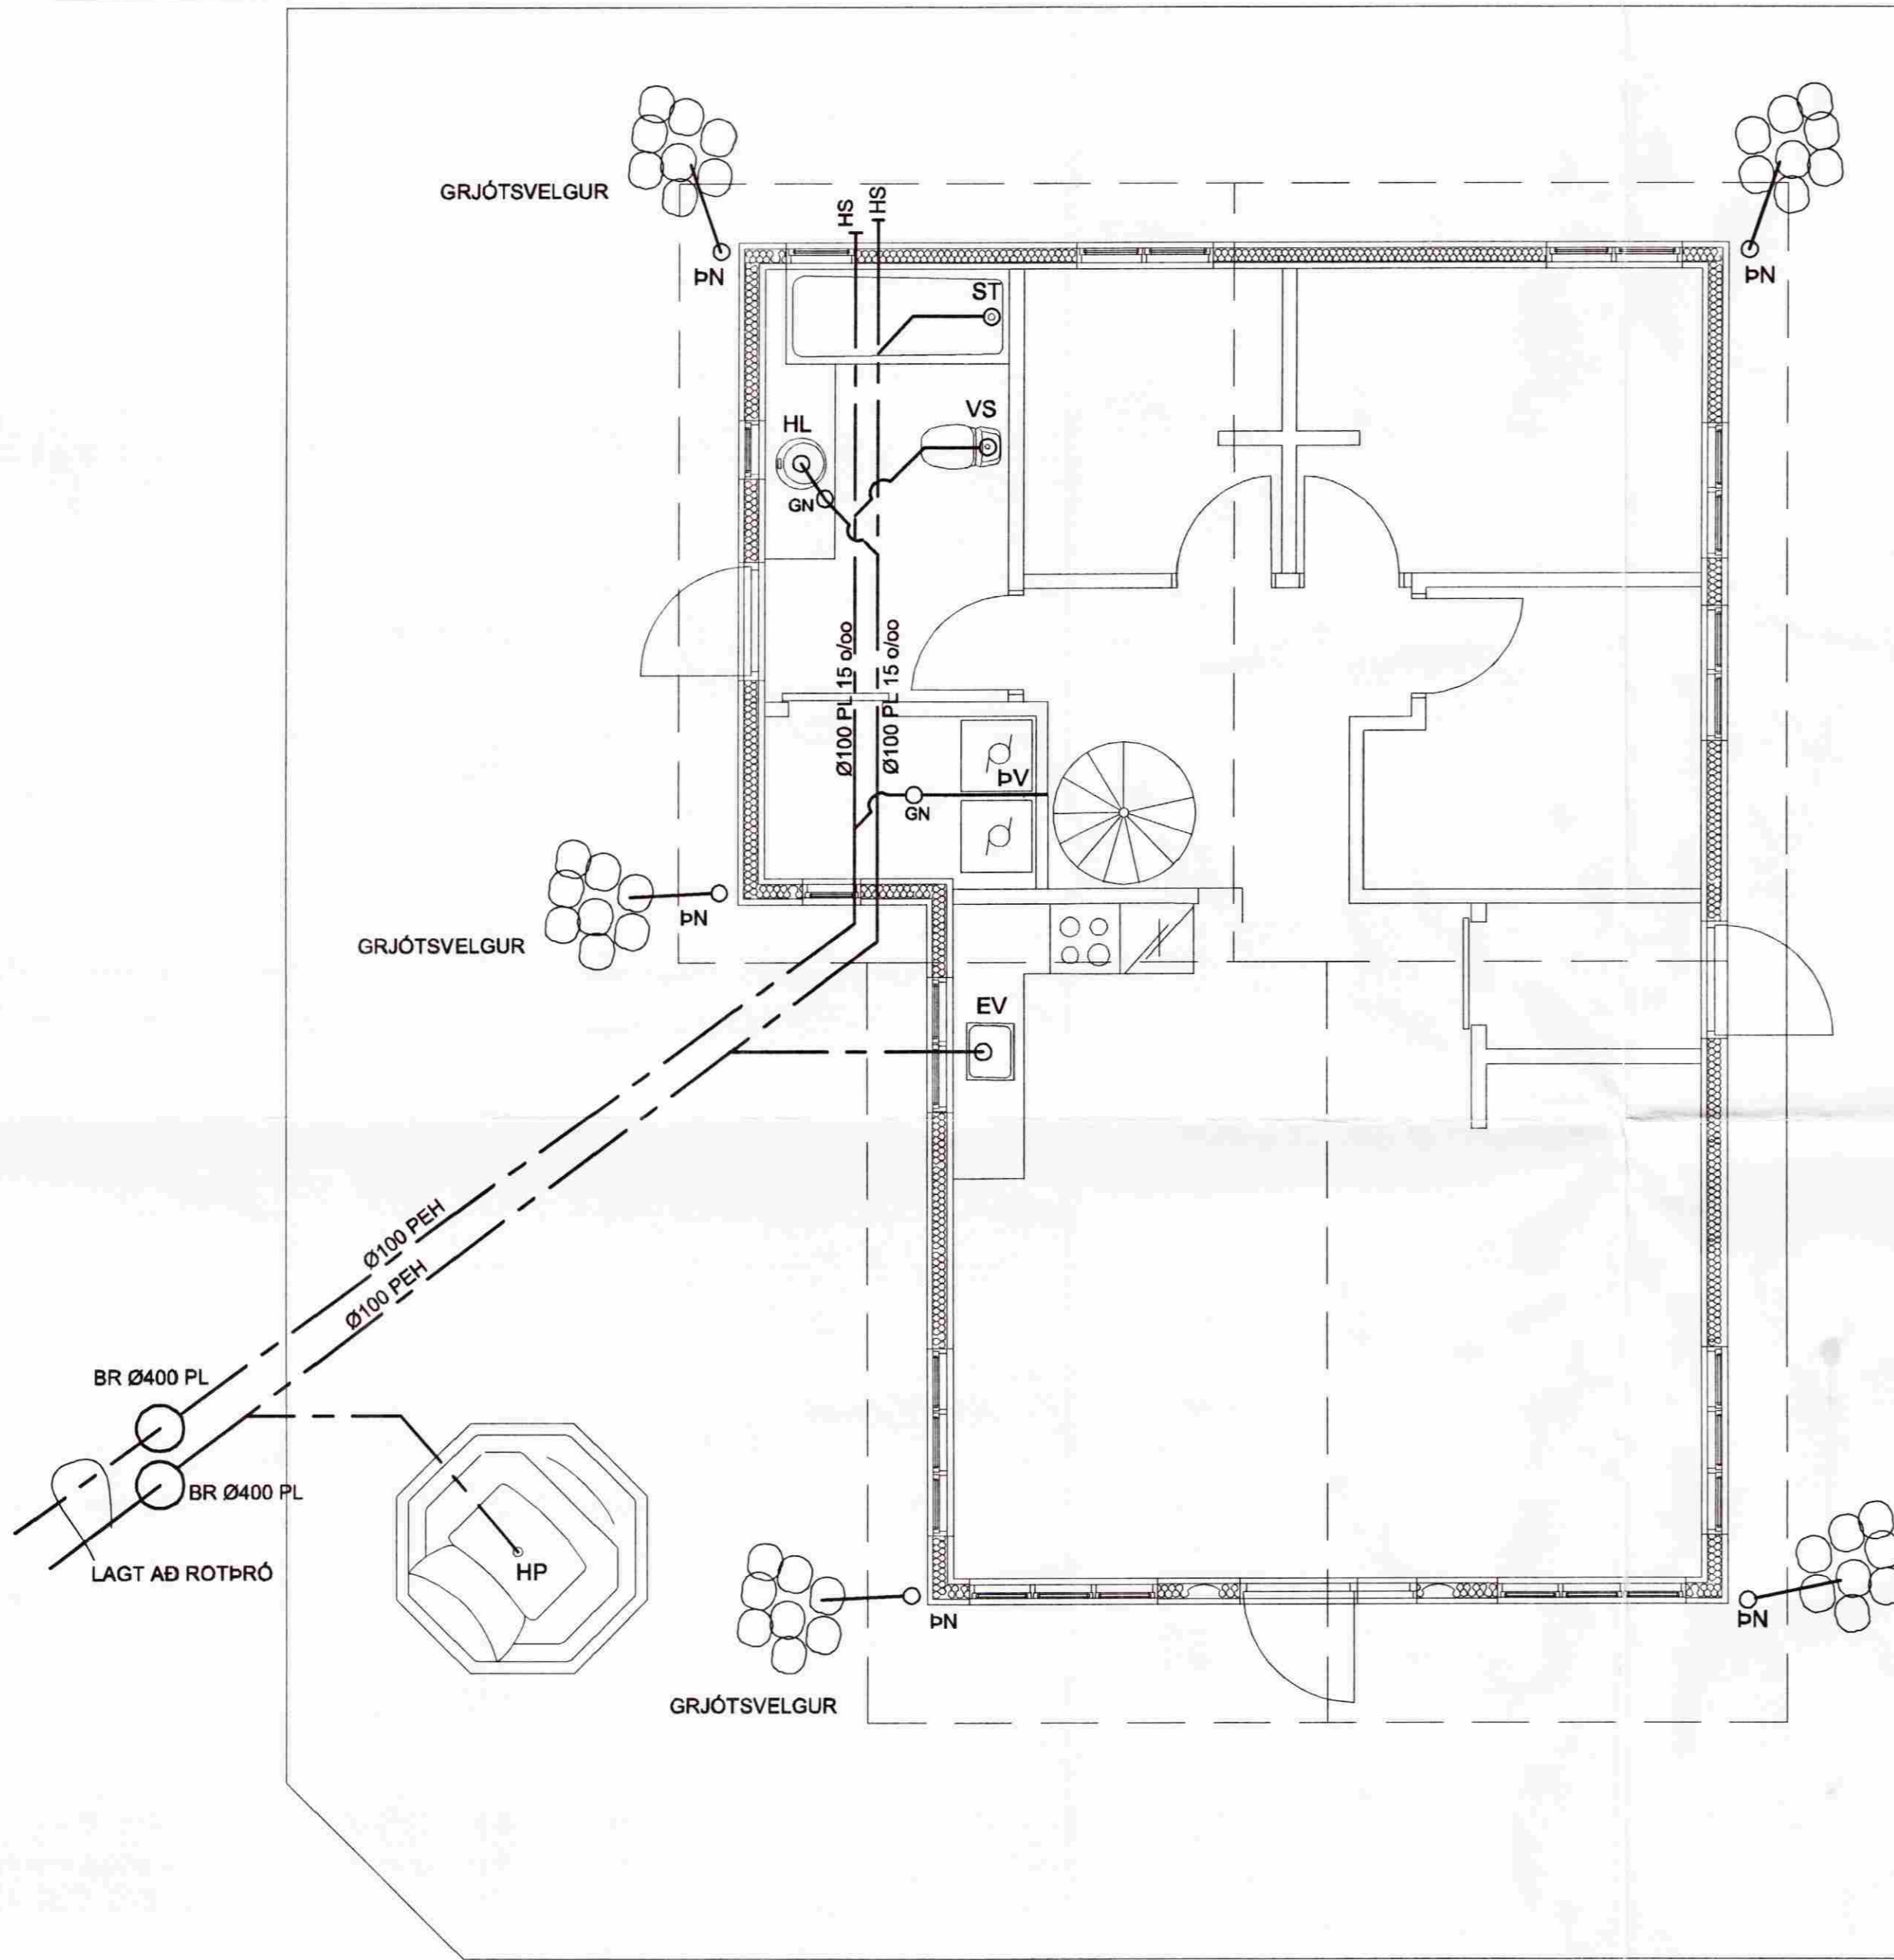 GRJÓTSVELGUR
HS
HS
ÞN
ÞN
ST
VS
HL
GN
Ø100 PL 15 o/oo
Ø100 PL 15 o/oo
ÞV
GN
ÞN
GRJÓTSVELGUR
EV
Ø100 PEH
Ø100 PEH
BR Ø400 PL
BR Ø400 PL
LAGT AÐ ROTÞRÓ
HP
ÞN
ÞN
GRJÓTSVELGUR